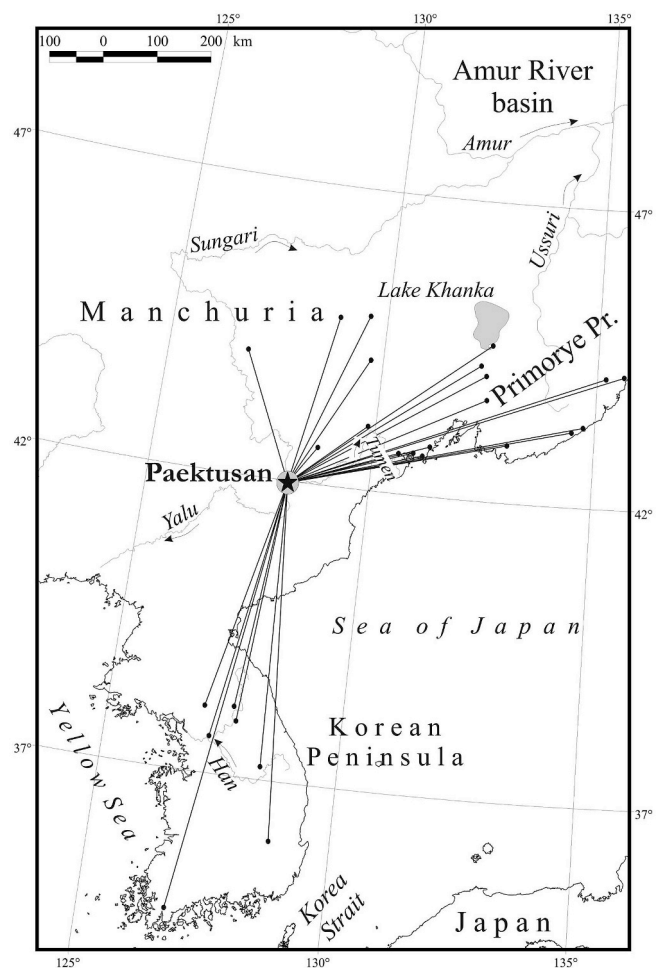 125° 130° 135°
100 0 100 200 km
Amur River
basin
47°
Amur
47°
Sungari
Ussuri
Lake Khanka
Manchuria
Primorye Pr.
42°
Tumen
Paektusan
42°
Yalu
Sea of Japan
Yellow Sea
Korean
Peninsula
37°
Han
37°
Korea
Strait
Japan
125° 130° 135°